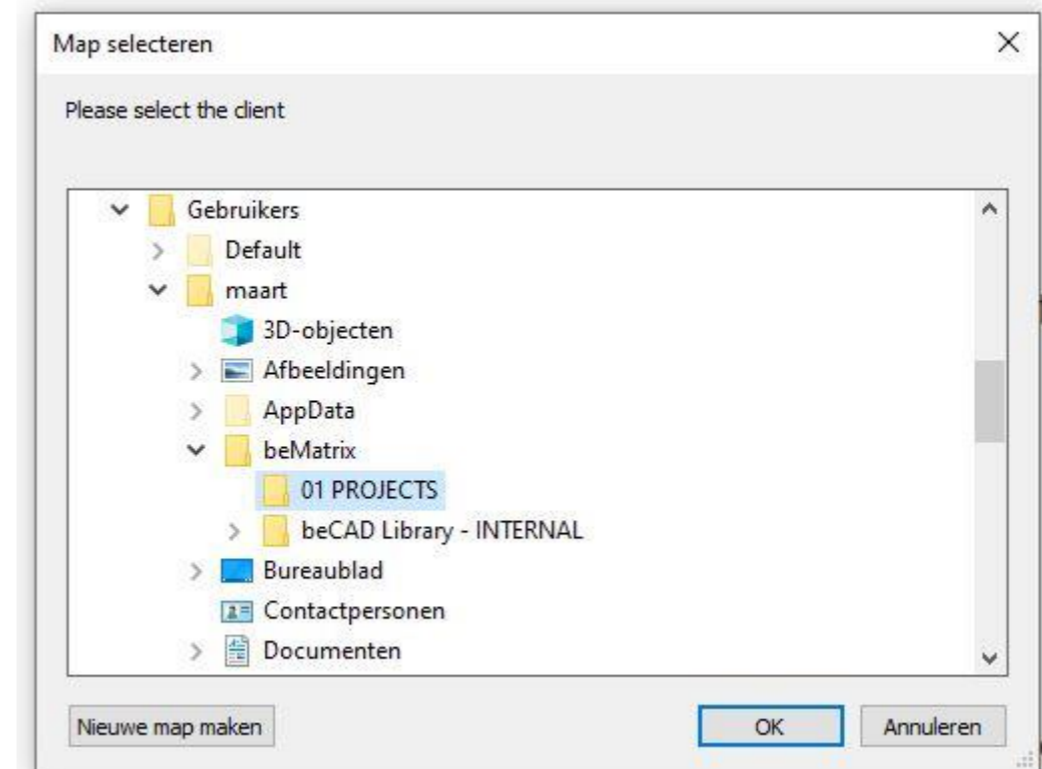 Map selecteren
Please select the client
Gebruikers
Default
maart
3D-objecten
Afbeeldingen
AppData
beMatrix
01 PROJECTS
beCAD Library - INTERNAL
Bureaublad
Contactpersonen
Documenten
Nieuwe map maken
OK
Annuleren